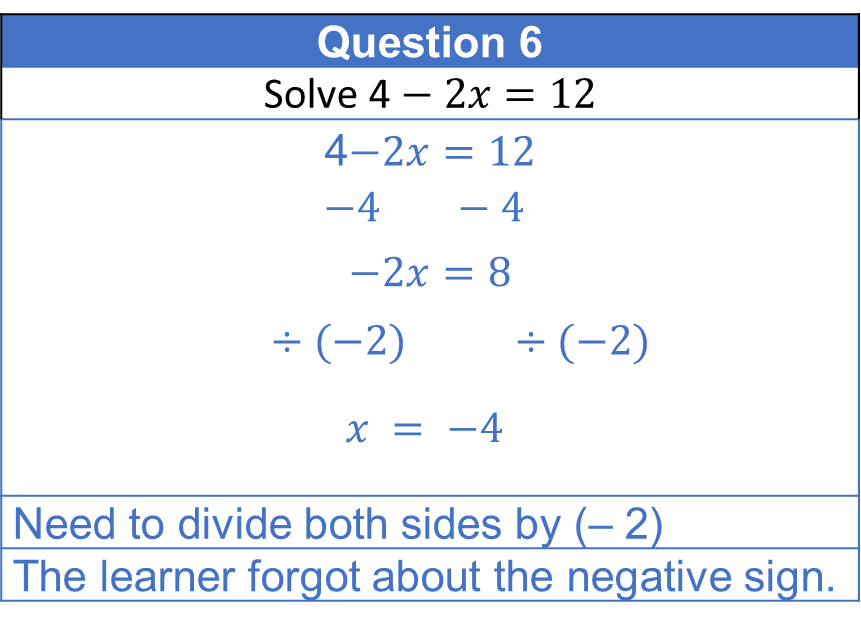 Question 6
Solve 4 − 2𝑥 = 12
4−2𝑥 = 12
−4 − 4
−2𝑥 = 8
÷ (−2) ÷ (−2)
𝑥 = −4
Need to divide both sides by (– 2)
The learner forgot about the negative sign.